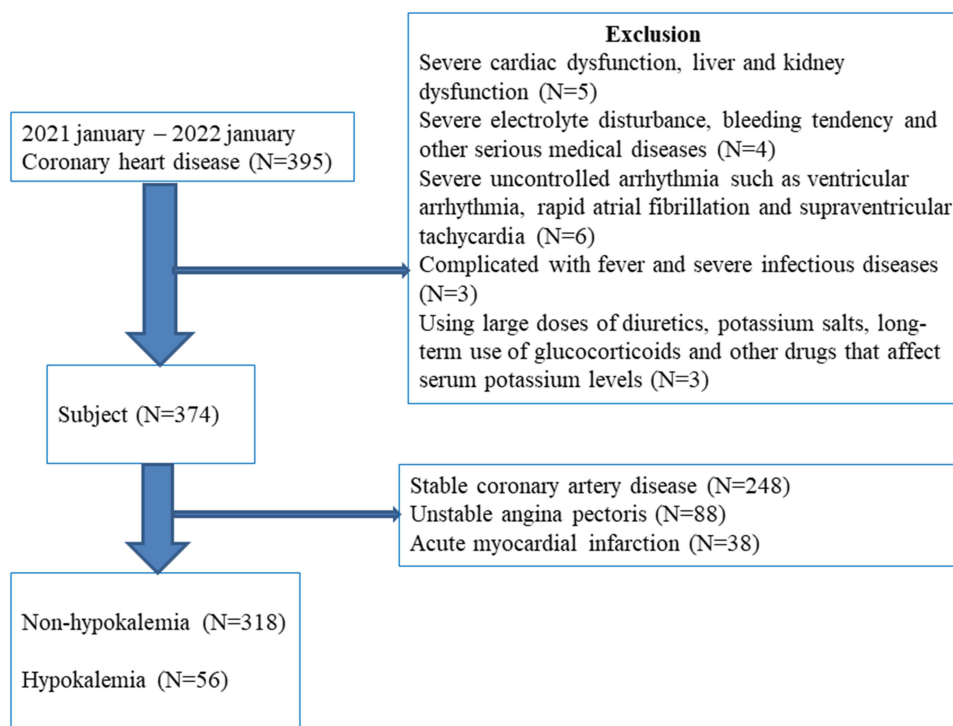 2021 january – 2022 january
Coronary heart disease (N=395)
Exclusion
Severe cardiac dysfunction, liver and kidney
dysfunction (N=5)
Severe electrolyte disturbance, bleeding tendency and
other serious medical diseases (N=4)
Severe uncontrolled arrhythmia such as ventricular
arrhythmia, rapid atrial fibrillation and supraventricular
tachycardia (N=6)
Complicated with fever and severe infectious diseases
(N=3)
Using large doses of diuretics, potassium salts, long-
term use of glucocorticoids and other drugs that affect
serum potassium levels (N=3)
Subject (N=374)
Stable coronary artery disease (N=248)
Unstable angina pectoris (N=88)
Acute myocardial infarction (N=38)
Non-hypokalemia (N=318)
Hypokalemia (N=56)